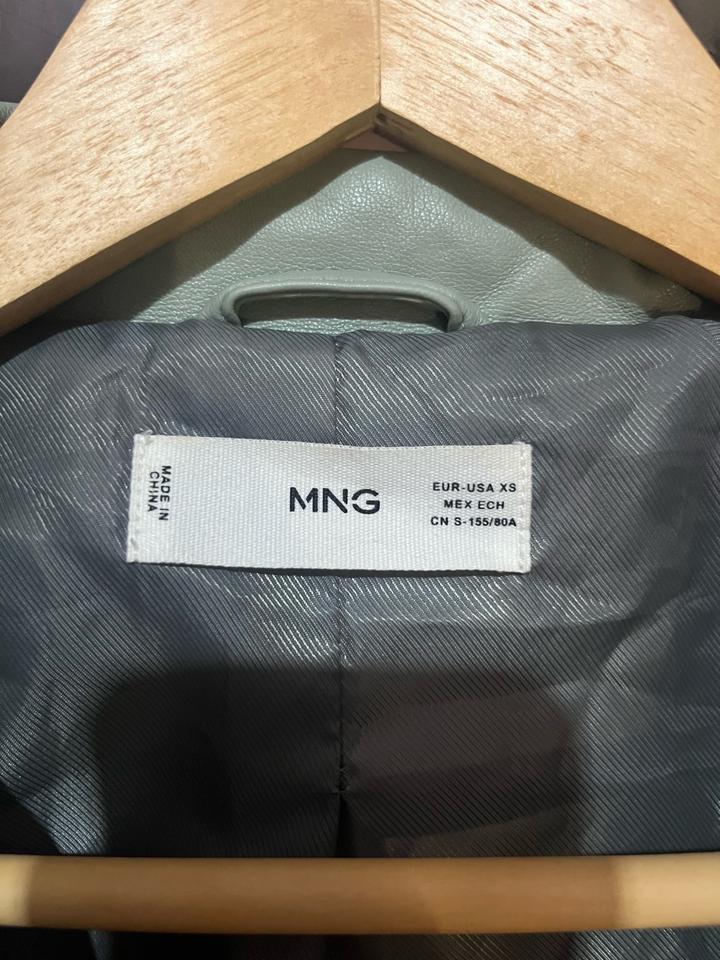 MADE IN
CHINA
MNG
EUR-USA XS
MEX ECH
CN S-155/80A